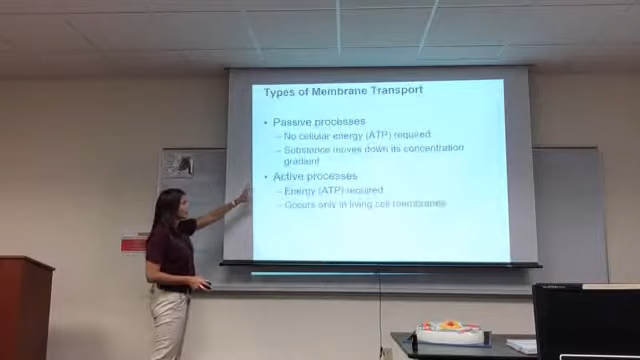 Types of Membrane Transport
• Passive processes
– No cellular energy (ATP) required
– Substance moves down its concentration
gradient
• Active processes
– Energy (ATP) required
– Occurs only in living cell membranes